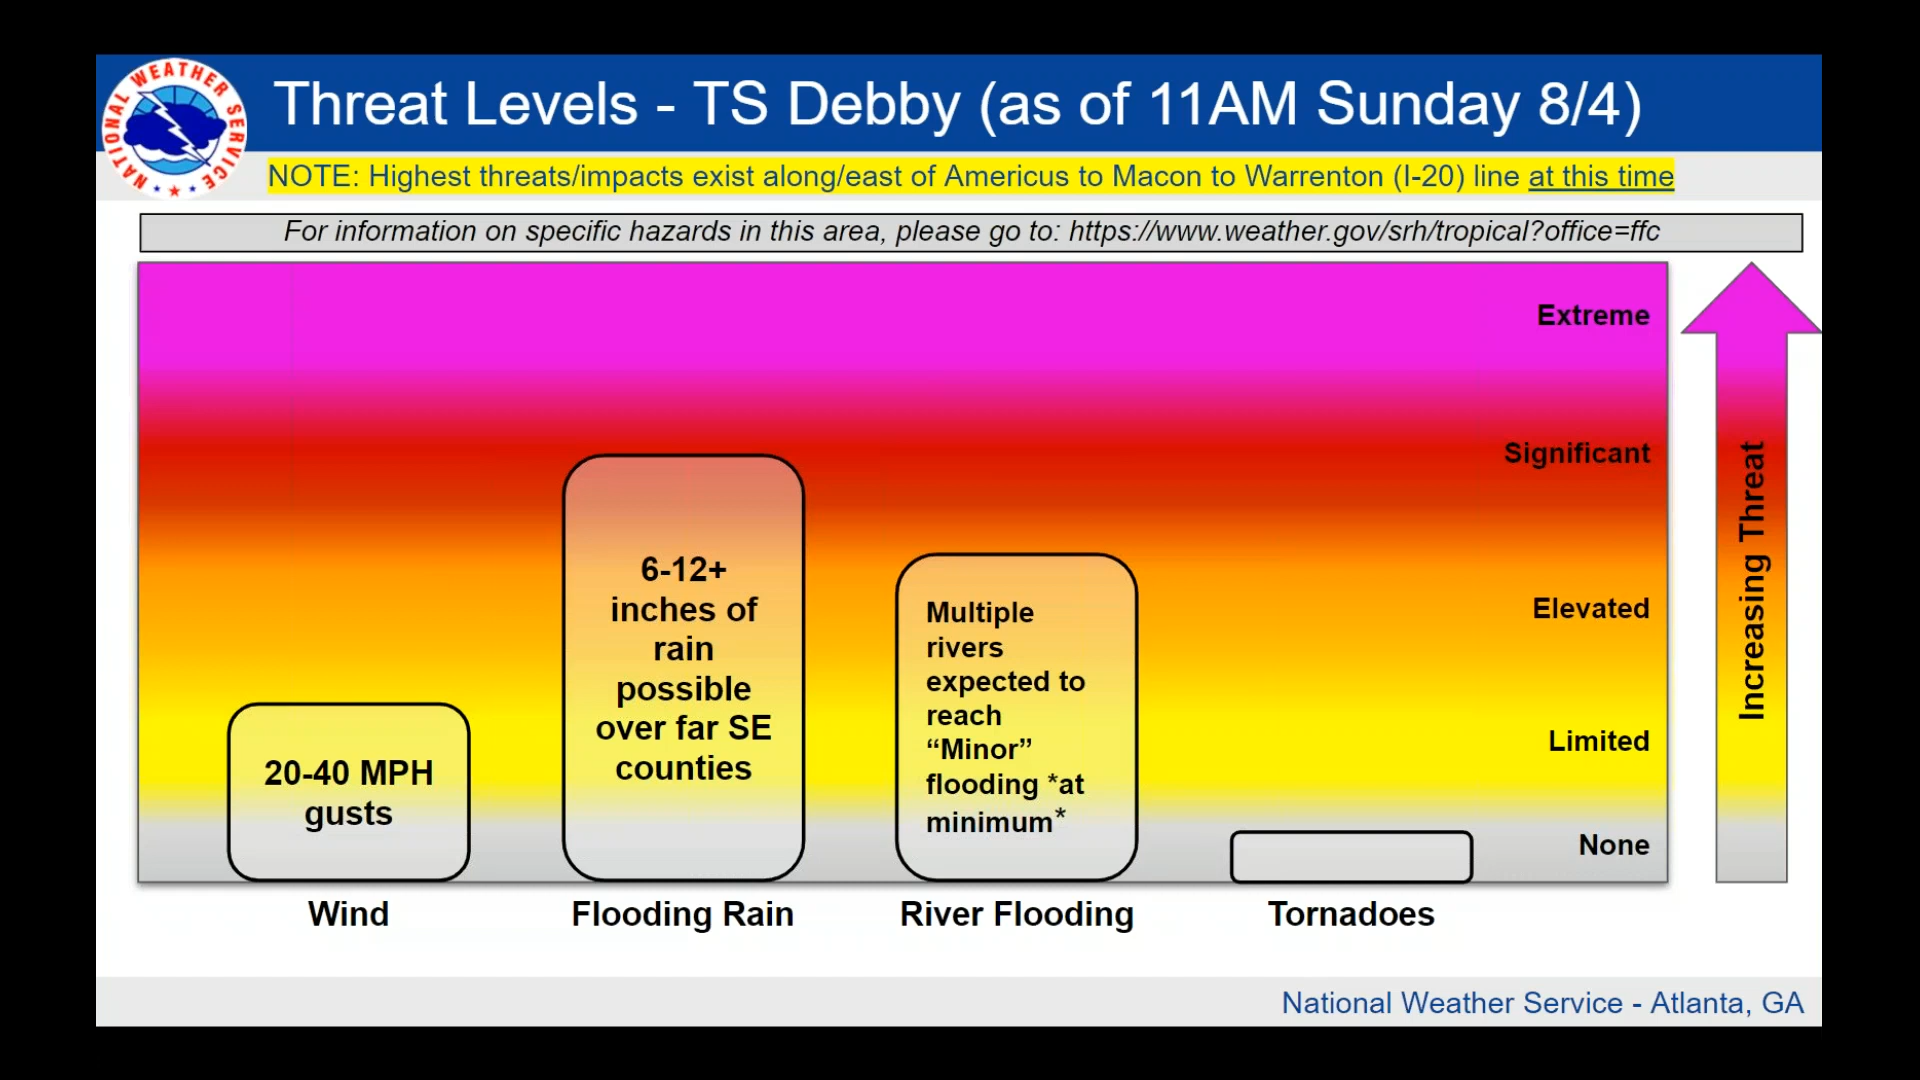 NATIONAL WEATHER SERVICE
Threat Levels - TS Debby (as of 11AM Sunday 8/4)
NOTE: Highest threats/impacts exist along/east of Americus to Macon to Warrenton (I-20) line at this time
For information on specific hazards in this area, please go to: https://www.weather.gov/srh/tropical?office=ffc
Extreme
Significant
Elevated
Limited
None
Increasing Threat
20-40 MPH
gusts
6-12+
inches of
rain
possible
over far SE
counties
Multiple
rivers
expected to
reach
“Minor”
flooding *at
minimum*
Wind
Flooding Rain
River Flooding
Tornadoes
National Weather Service - Atlanta, GA